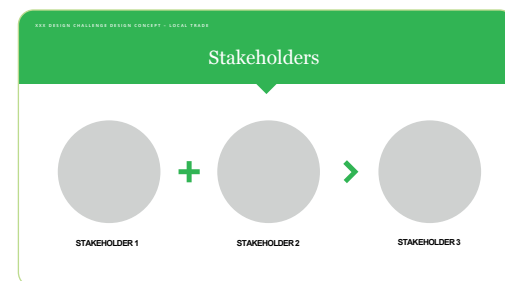 XXX DESIGN CHALLENGE DESIGN CONCEPT – LOCAL TRADE
Stakeholders
STAKEHOLDER 1
STAKEHOLDER 2
STAKEHOLDER 3